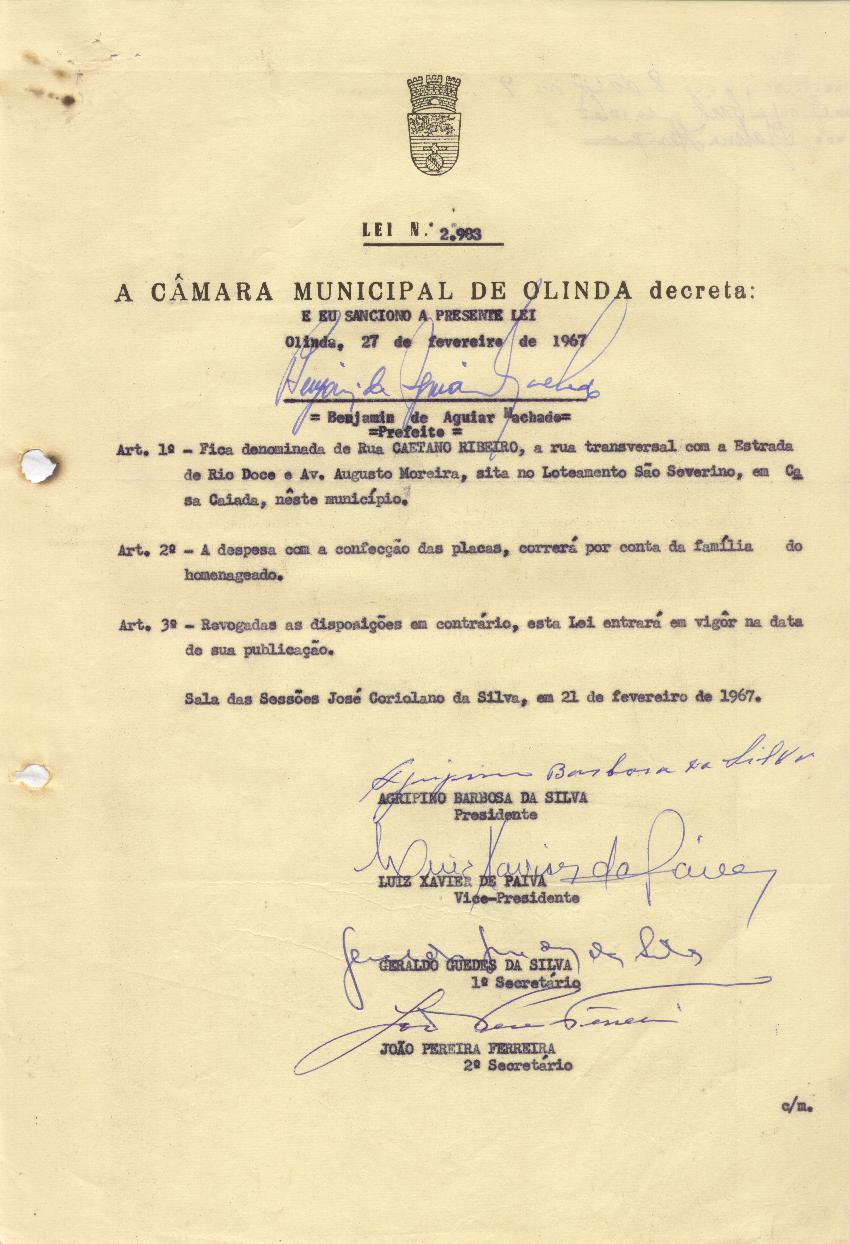 LEI N.º 2.983
A CÂMARA MUNICIPAL DE OLINDA decreta:
E EU SANCIONO A PRESENTE LEI
Olinda, 27 de fevereiro de 1967
Benjamin de Aguiar Machado
= Benjamin de Aguiar Machado=
=Prefeito =
Art. 1º - Fica denominada de Rua CAETANO RIBEIRO, a rua transversal com a Estrada
de Rio Doce e Av. Augusto Moreira, sita no Loteamento São Severino, em Ca
sa Caiada, nêste município.
Art. 2º - A despesa com a confecção das placas, correrá por conta da família do
homenageado.
Art. 3º - Revogadas as disposições em contrário, esta Lei entrará em vigôr na data
de sua publicação.
Sala das Sessões José Coriolano da Silva, em 21 de fevereiro de 1967.
Agripino Barbosa da Silva
AGRIPINO BARBOSA DA SILVA
Presidente
Luiz Xavier de Paiva
LUIZ XAVIER DE PAIVA
Vice-Presidente
Geraldo Guedes da Silva
GERALDO GUEDES DA SILVA
1º Secretário
João Pereira Ferreira
JOÃO PEREIRA FERREIRA
2º Secretário
c/m.